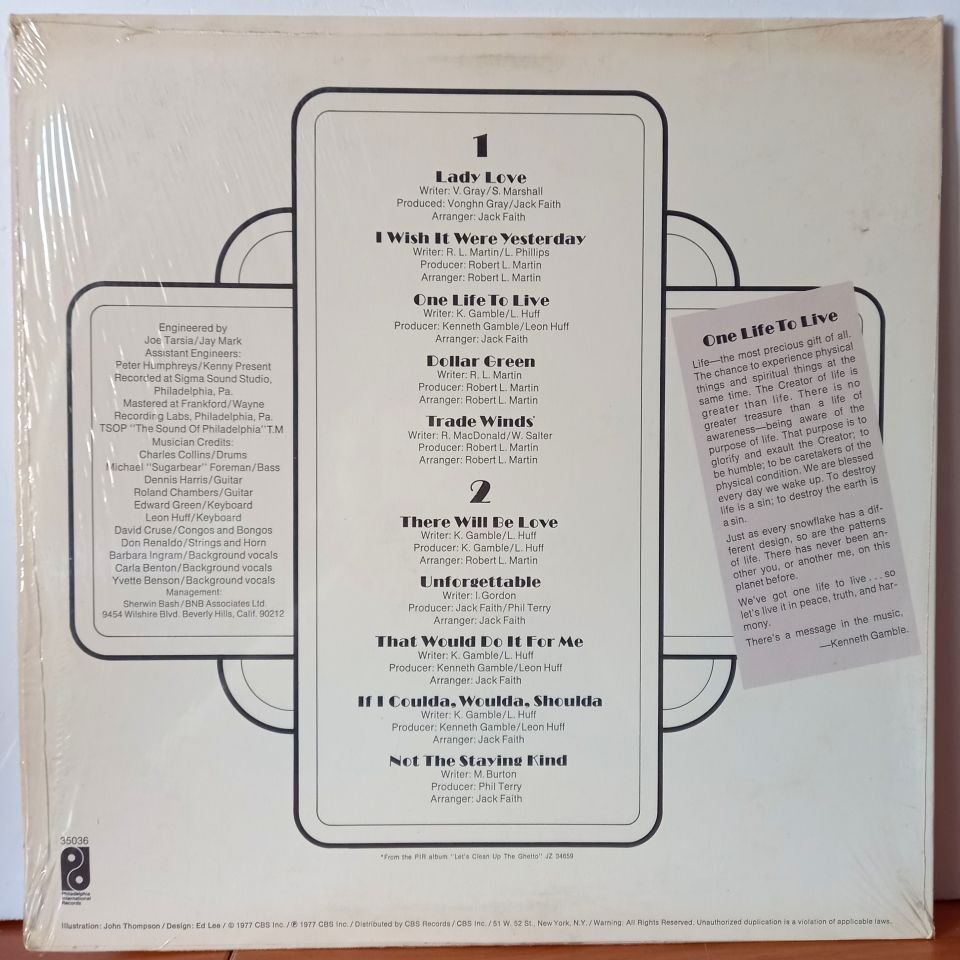 1
Lady Love
Writer: V. Gray/S. Marshall
Produced: Vonghn Gray/Jack Faith
Arranger: Jack Faith
I Wish It Were Yesterday
Writer: R. L. Martin/L. Phillips
Producer: Robert L. Martin
Arranger: Robert L. Martin
One Life To Live
Writer: K. Gamble/L. Huff
Producer: Kenneth Gamble/Leon Huff
Arranger: Jack Faith
Dollar Green
Writer: R. L. Martin
Producer: Robert L. Martin
Arranger: Robert L. Martin
Trade Winds*
Writer: R. MacDonald/W. Salter
Producer: Robert L. Martin
Arranger: Robert L. Martin
2
There Will Be Love
Writer: K. Gamble/L. Huff
Producer: K. Gamble/L. Huff
Arranger: Robert L. Martin
Unforgettable
Writer: I. Gordon
Producer: Jack Faith/Phil Terry
Arranger: Jack Faith
That Would Do It For Me
Writer: K. Gamble/L. Huff
Producer: Kenneth Gamble/Leon Huff
Arranger: Jack Faith
If I Coulda, Woulda, Shoulda
Writer: K. Gamble/L. Huff
Producer: Kenneth Gamble/Leon Huff
Arranger: Jack Faith
Not The Staying Kind
Writer: M. Burton
Producer: Phil Terry
Arranger: Jack Faith
*From the PIR album "Let's Clean Up The Ghetto" JZ 34659
Engineered by
Joe Tarsia/Jay Mark
Assistant Engineers:
Peter Humphreys/Kenny Present
Recorded at Sigma Sound Studio,
Philadelphia, Pa.
Mastered at Frankford/Wayne
Recording Labs, Philadelphia, Pa.
TSOP "The Sound Of Philadelphia" T.M
Musician Credits:
Charles Collins/Drums
Michael "Sugarbear" Foreman/Bass
Dennis Harris/Guitar
Roland Chambers/Guitar
Edward Green/Keyboard
Leon Huff/Keyboard
David Cruse/Congos and Bongos
Don Renaldo/Strings and Horn
Barbara Ingram/Background vocals
Carla Benton/Background vocals
Yvette Benson/Background vocals
Management:
Sherwin Bash/BNB Associates Ltd.
9454 Wilshire Blvd. Beverly Hills, Calif. 90212
One Life To Live
Life—the most precious gift of all.
The chance to experience physical
things and spiritual things at the
same time. The Creator of life is
greater than life. There is no
greater treasure than a life of
awareness—being aware of the
purpose of life. That purpose is to
glorify and exault the Creator; to
be humble; to be caretakers of the
physical condition. We are blessed
every day we wake up. To destroy
life is a sin; to destroy the earth is
a sin.
Just as every snowflake has a dif-
ferent design, so are the patterns
of life. There has never been an-
other you, or another me, on this
planet before.
We've got one life to live . . . so
let's live it in peace, truth, and har-
mony.
There's a message in the music,
—Kenneth Gamble.
35036
Philadelphia
International
Records
Illustration: John Thompson/Design: Ed Lee/© 1977 CBS Inc./℗ 1977 CBS Inc./Distributed by CBS Records/CBS Inc./51 W. 52 St., New York, N.Y./Warning: All Rights Reserved. Unauthorized duplication is a violation of applicable laws.